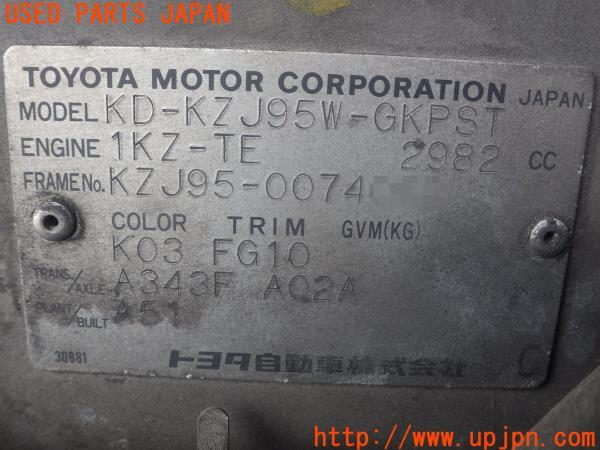 USED PARTS JAPAN
TOYOTA MOTOR CORPORATION JAPAN
MODEL KD-KZJ95W-GKPST
ENGINE 1KZ-TE 2982 CC
FRAME No. KZJ95-0074
COLOR TRIM GVM(KG)
K03 FG10
TRANS/AXLE A343F A02A
PLANT/BUILT A51
30881 トヨタ自動車株式会社 C
(C)UPJ
http://www.upjpn.com/